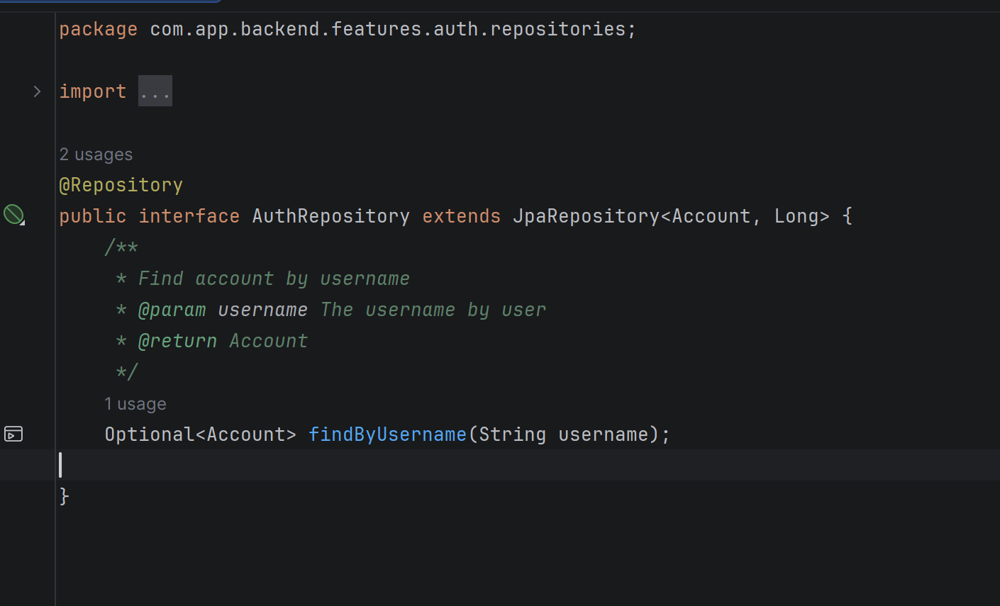 package com.app.backend.features.auth.repositories;
import ...
2 usages
@Repository
public interface AuthRepository extends JpaRepository<Account, Long> {
/**
* Find account by username
* @param username The username by user
* @return Account
*/
1 usage
Optional<Account> findByUsername(String username);
}